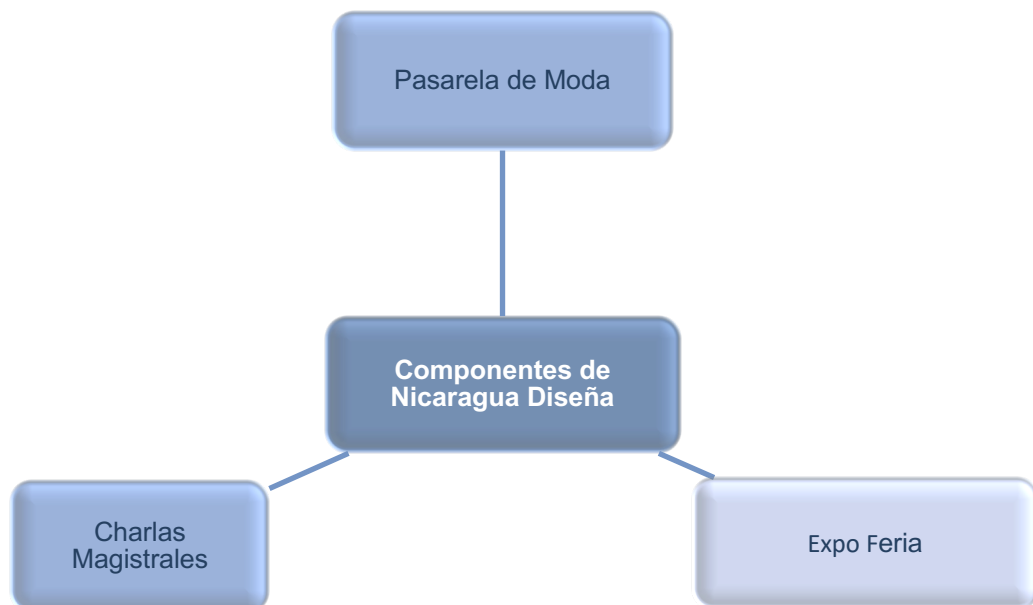 Pasarela de Moda
Componentes de
Nicaragua Diseña
Charlas
Magistrales
Expo Feria